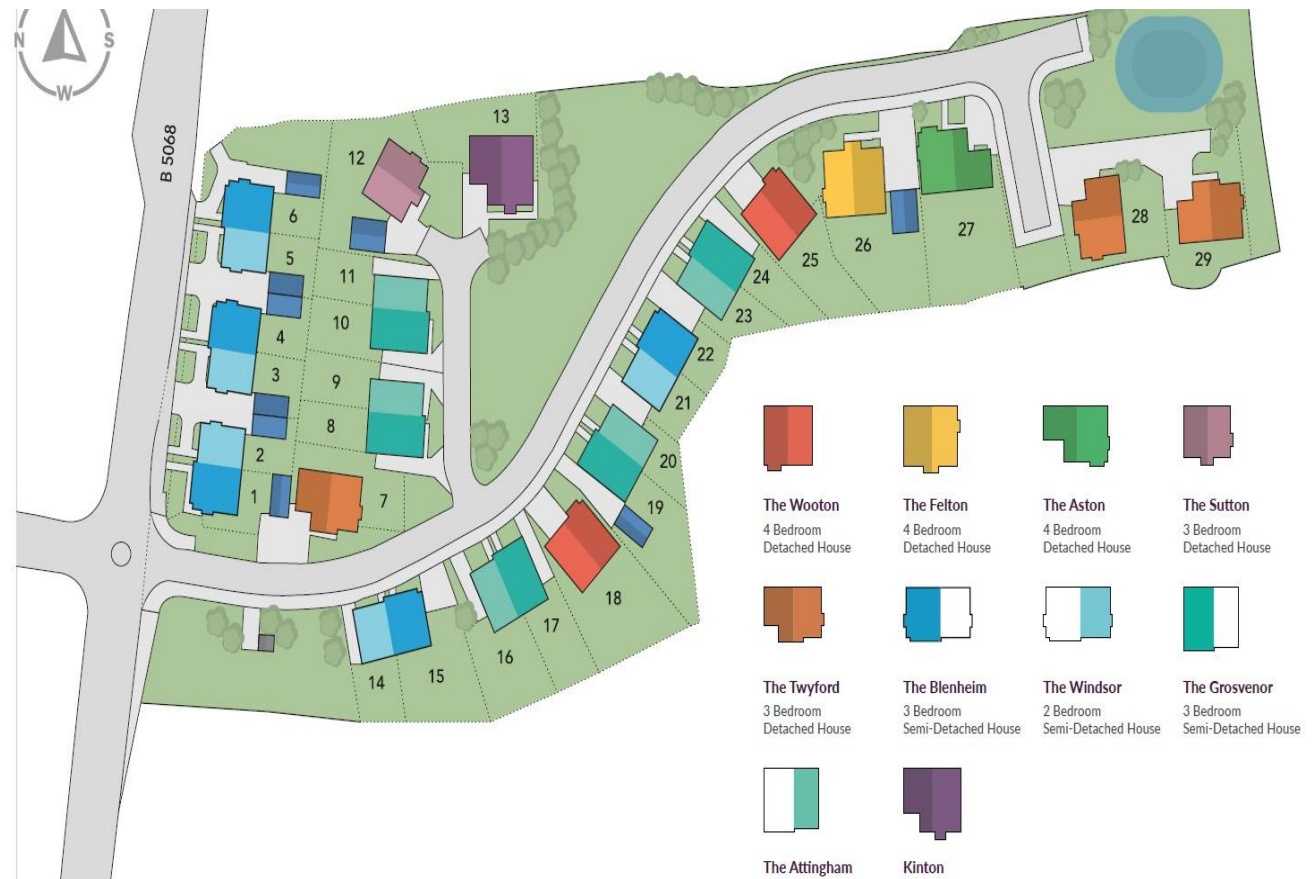 N
S
W
B 5068
13
12
6
5
11
10
4
3
9
8
2
1
7
14
15
16
17
18
19
20
21
22
23
24
25
26
27
28
29
The Wooton
4 Bedroom
Detached House
The Felton
4 Bedroom
Detached House
The Aston
4 Bedroom
Detached House
The Sutton
3 Bedroom
Detached House
The Twyford
3 Bedroom
Detached House
The Blenheim
3 Bedroom
Semi-Detached House
The Windsor
2 Bedroom
Semi-Detached House
The Grosvenor
3 Bedroom
Semi-Detached House
The Attingham
Kinton